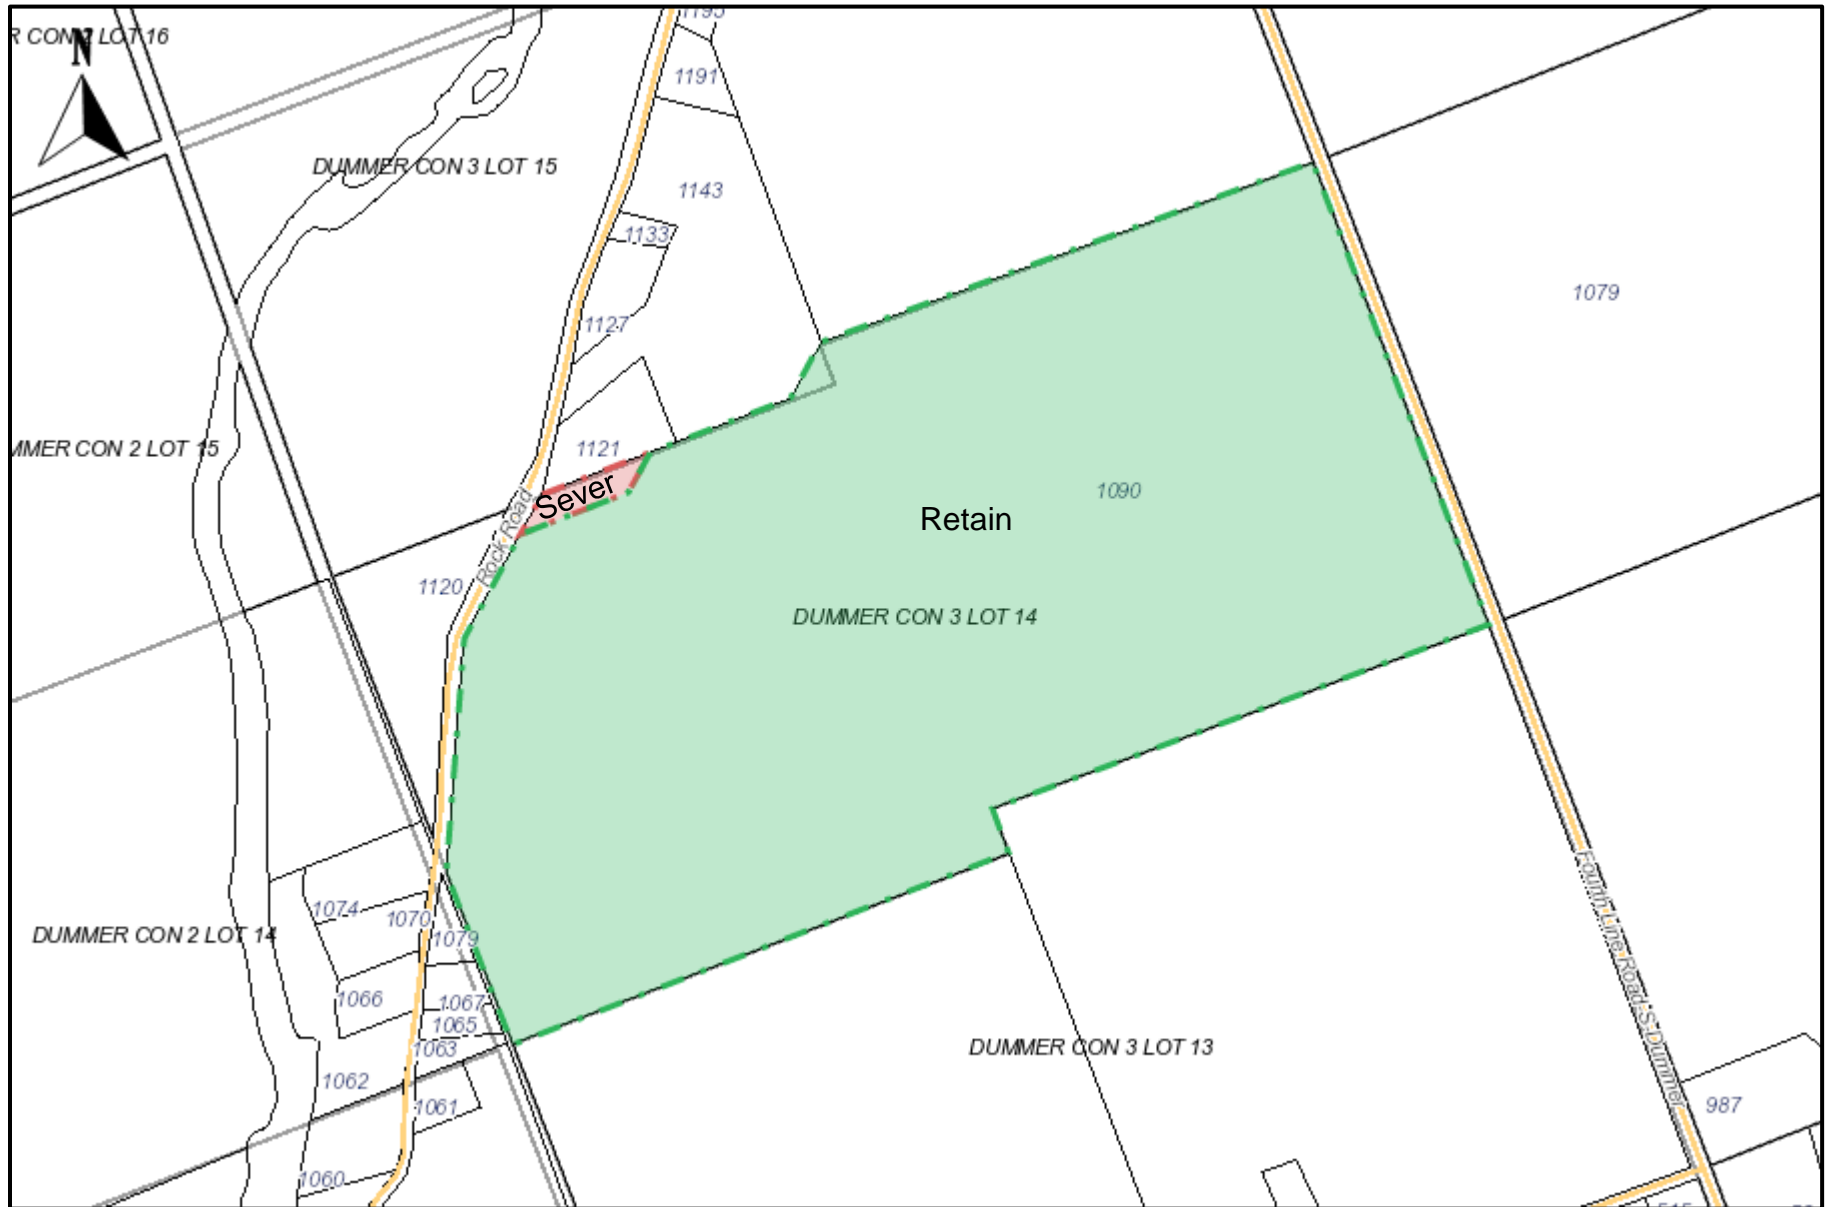 1195
R CON 2 LOT 16
N
1191
DUMMER CON 3 LOT 15
1143
1133
1079
1127
MMER CON 2 LOT 15
1121
Sever
1090
Retain
Rock Road
1120
DUMMER CON 3 LOT 14
1074
1070
DUMMER CON 2 LOT 14
1079
1066
1067
1065
1063
DUMMER CON 3 LOT 13
Fourth Line Road S Dummer
1062
1061
987
1060